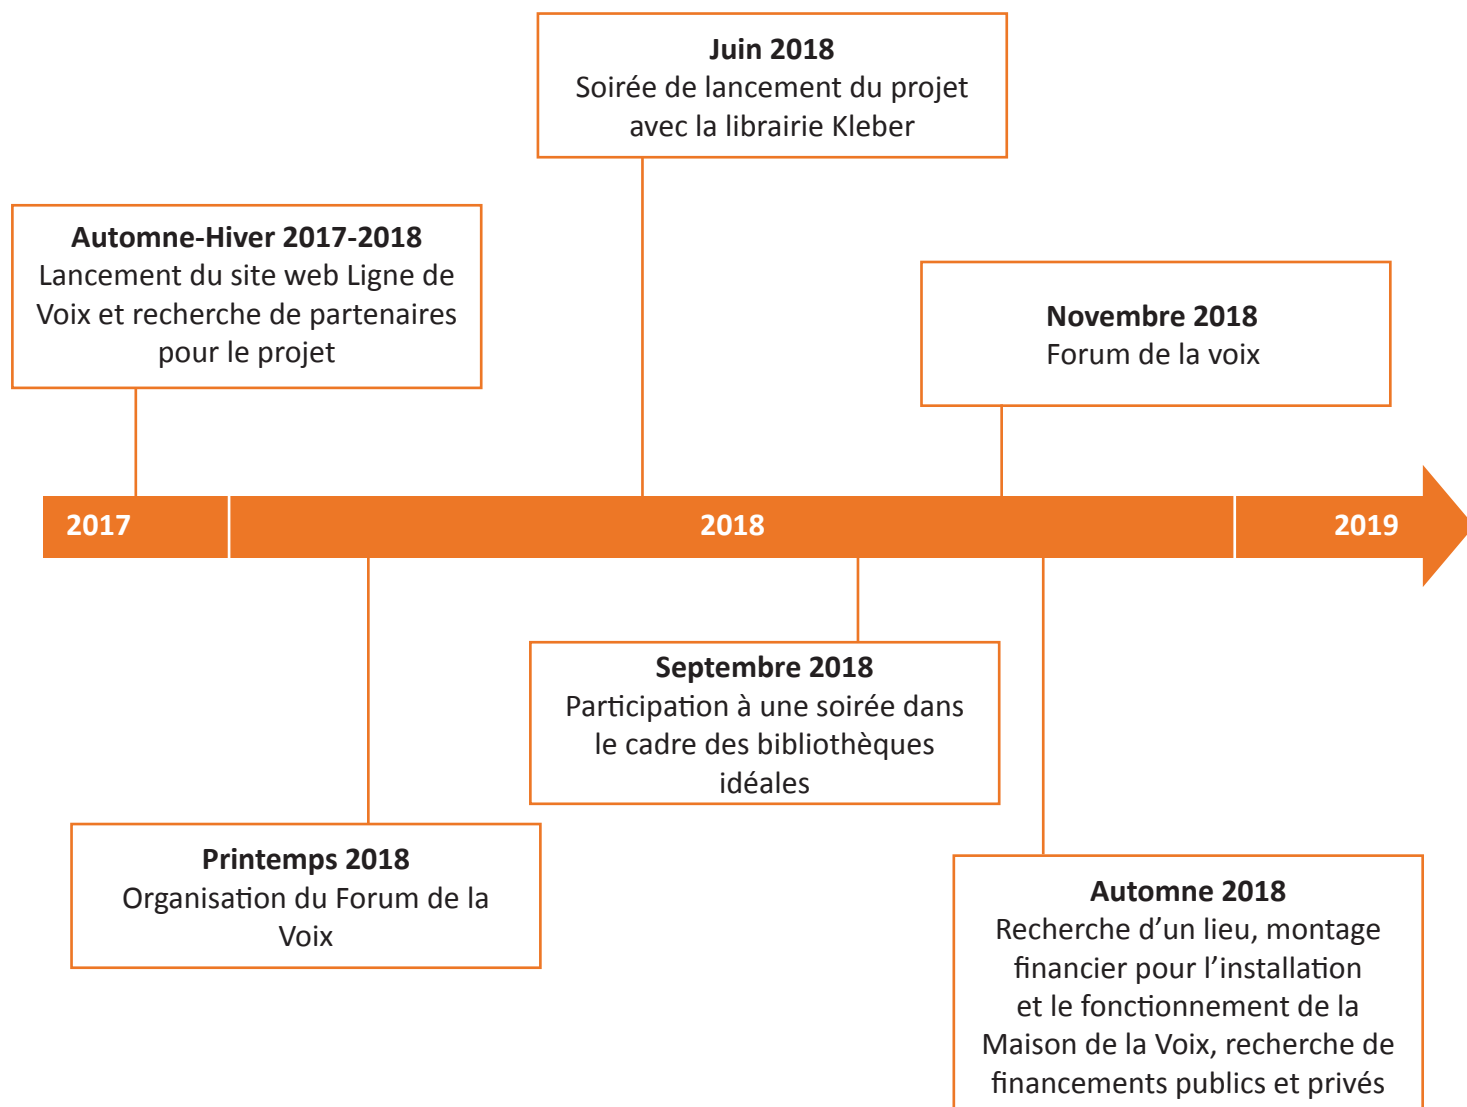 Juin 2018
Soirée de lancement du projet
avec la librairie Kleber
Automne-Hiver 2017-2018
Lancement du site web Ligne de
Voix et recherche de partenaires
pour le projet
Novembre 2018
Forum de la voix
2017
2018
2019
Septembre 2018
Participation à une soirée dans
le cadre des bibliothèques
idéales
Printemps 2018
Organisation du Forum de la
Voix
Automne 2018
Recherche d’un lieu, montage
financier pour l’installation
et le fonctionnement de la
Maison de la Voix, recherche de
financements publics et privés